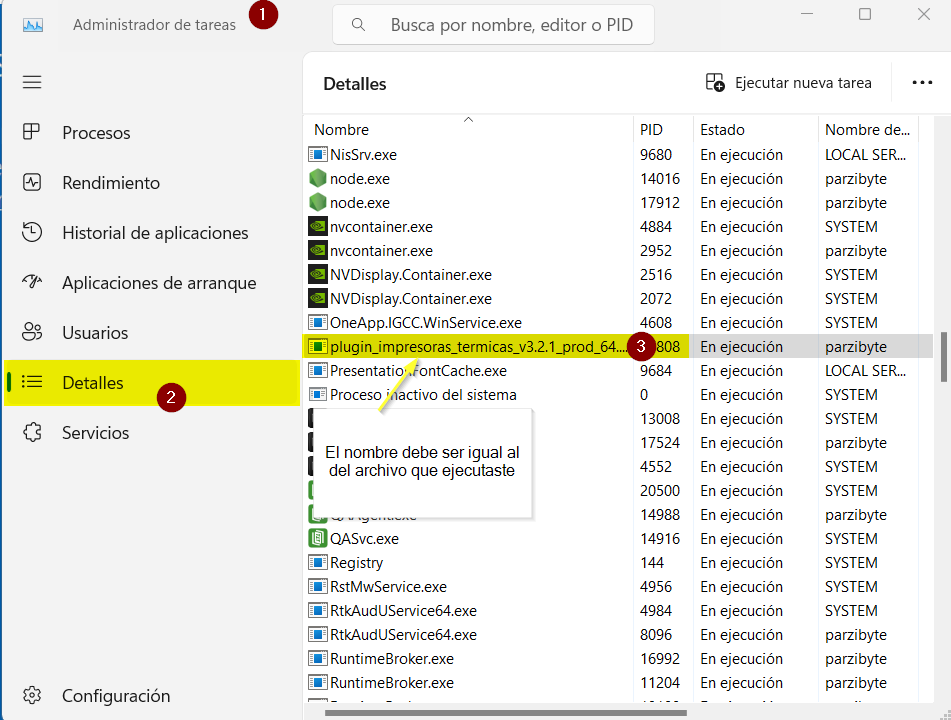 Administrador de tareas
1
Busca por nombre, editor o PID
Detalles
Ejecutar nueva tarea
Procesos
Rendimiento
Historial de aplicaciones
Aplicaciones de arranque
Usuarios
Detalles
2
Servicios
Configuración
Nombre PID Estado Nombre de...
NisSrv.exe 9680 En ejecución LOCAL SER...
node.exe 14016 En ejecución parzibyte
node.exe 17912 En ejecución parzibyte
nvcontainer.exe 4884 En ejecución SYSTEM
nvcontainer.exe 2952 En ejecución parzibyte
NVDisplay.Container.exe 2516 En ejecución SYSTEM
NVDisplay.Container.exe 2072 En ejecución SYSTEM
OneApp.IGCC.WinService.exe 4608 En ejecución SYSTEM
plugin_impresoras_termicas_v3.2.1_prod_64... 3 808 En ejecución parzibyte
PresentationFontCache.exe 9684 En ejecución LOCAL SER...
Proceso inactivo del sistema 0 En ejecución SYSTEM
13008 En ejecución SYSTEM
17524 En ejecución parzibyte
4552 En ejecución SYSTEM
20500 En ejecución SYSTEM
El nombre debe ser igual al
del archivo que ejecutaste
14988 En ejecución parzibyte
QASvc.exe 14916 En ejecución SYSTEM
Registry 144 En ejecución SYSTEM
RstMwService.exe 4956 En ejecución SYSTEM
RtkAudUService64.exe 4984 En ejecución SYSTEM
RtkAudUService64.exe 8096 En ejecución parzibyte
RuntimeBroker.exe 16992 En ejecución parzibyte
RuntimeBroker.exe 11204 En ejecución parzibyte